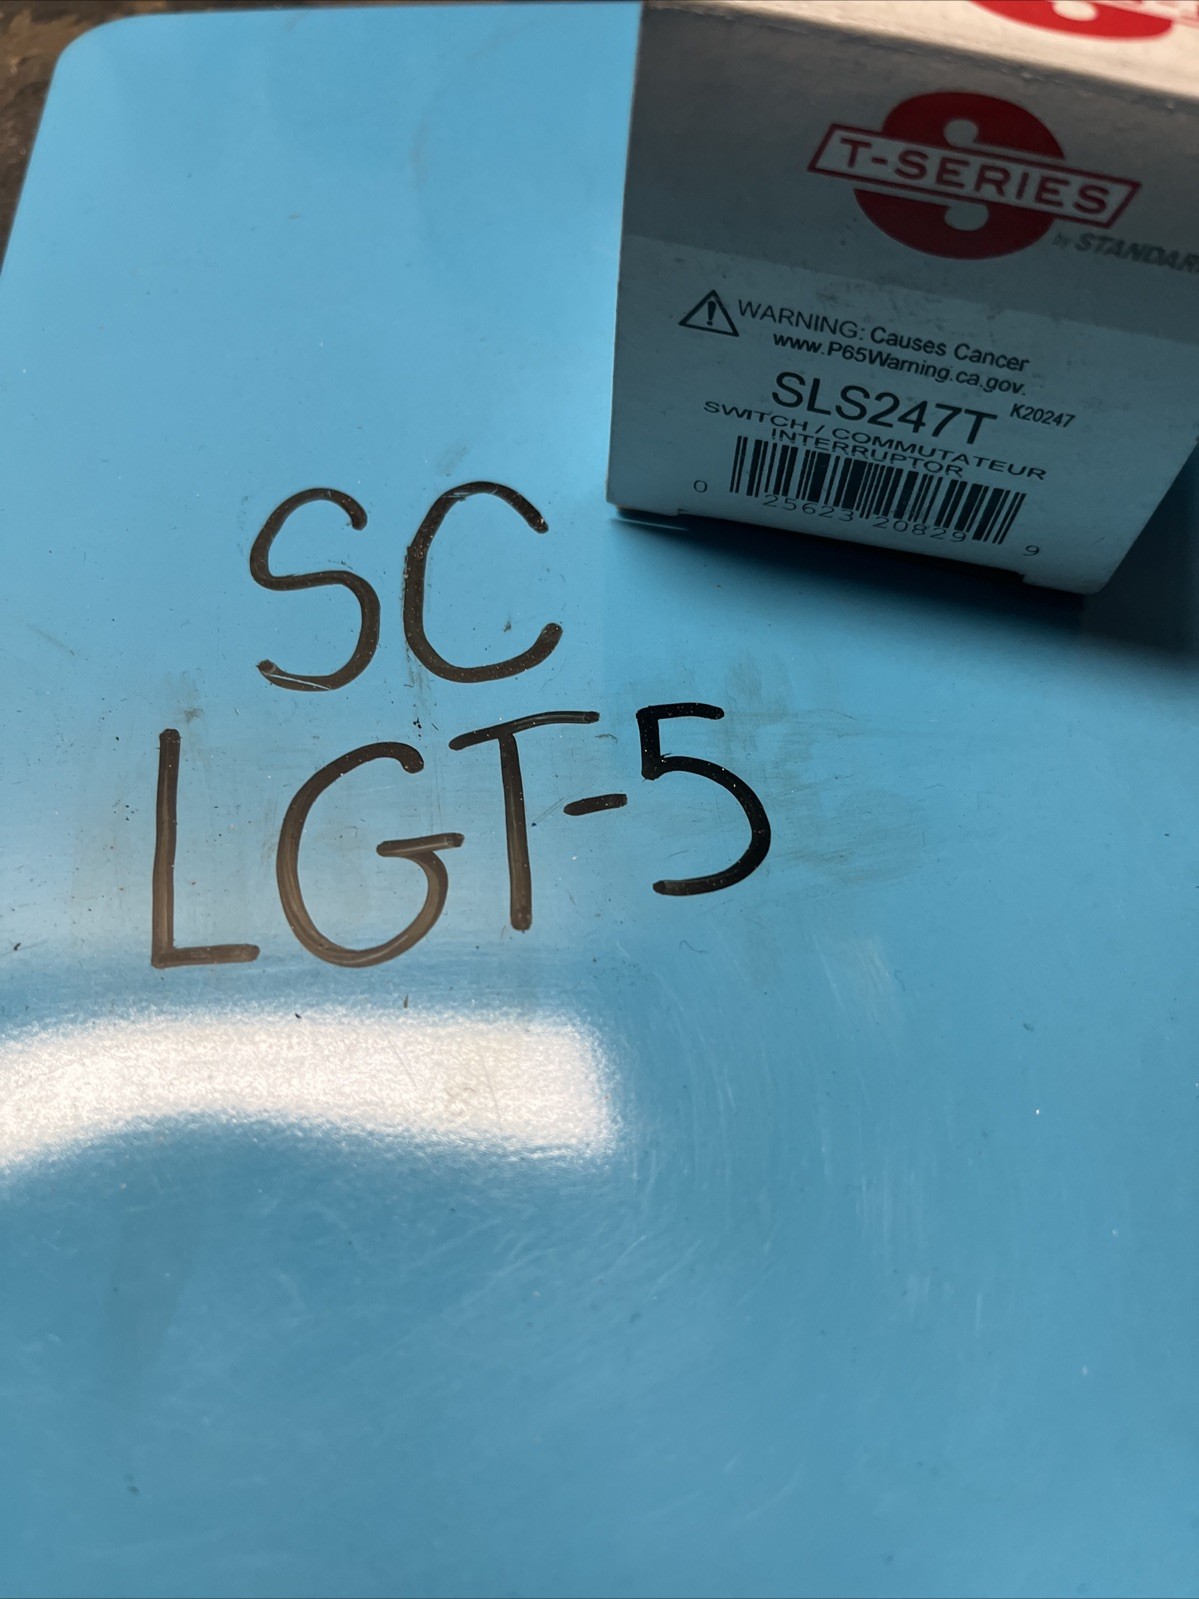 T-SERIES
by STANDAR
WARNING: Causes Cancer
www.P65Warning.ca.gov.
SLS247T K20247
SWITCH / COMMUTATEUR
INTERRUPTOR
0 25623 20829 9
SC
LGT-5